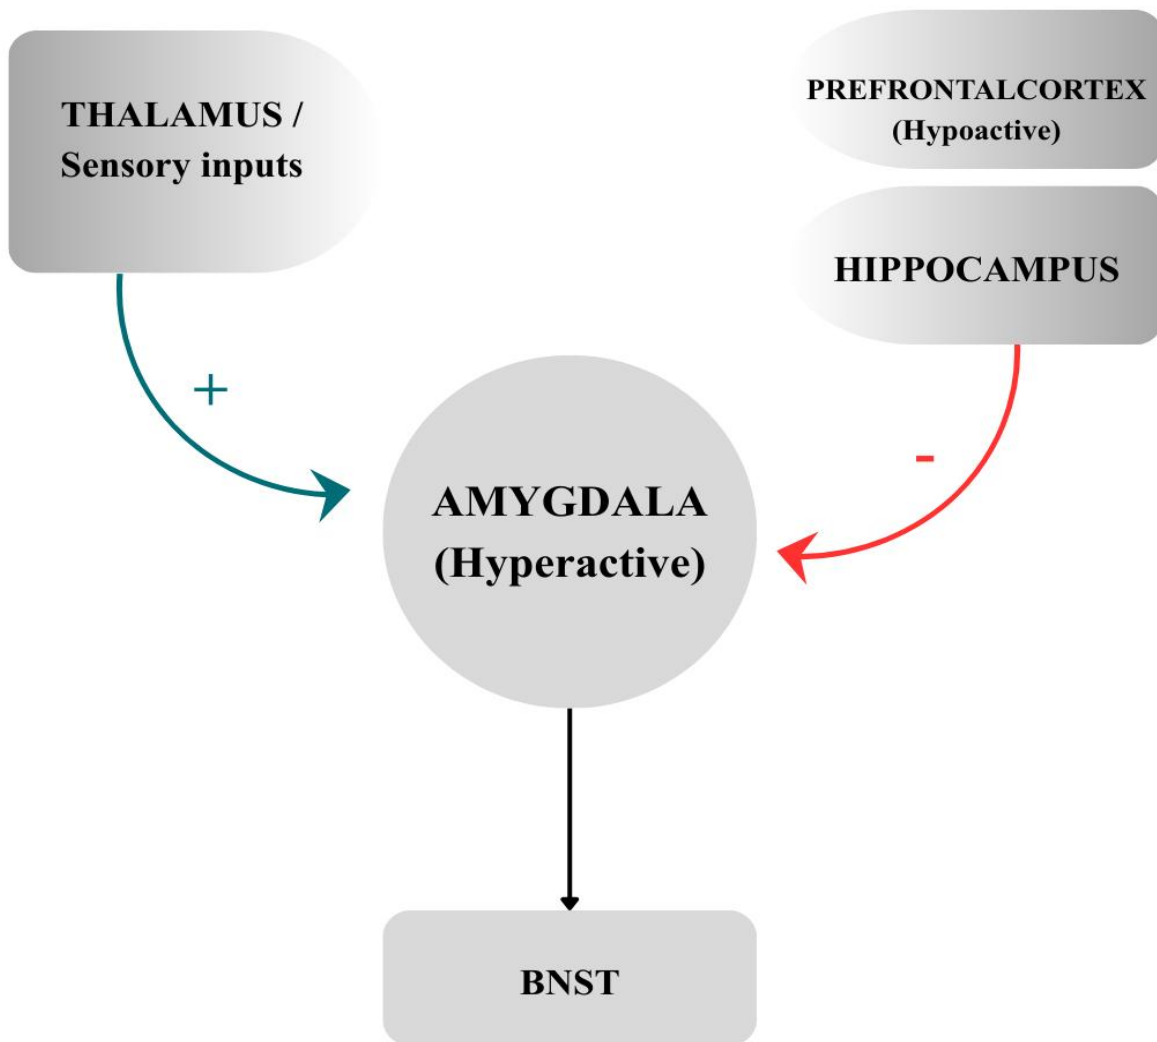 THALAMUS /
Sensory inputs
PREFRONTALCORTEX
(Hypoactive)
HIPPOCAMPUS
+
-
AMYGDALA
(Hyperactive)
BNST